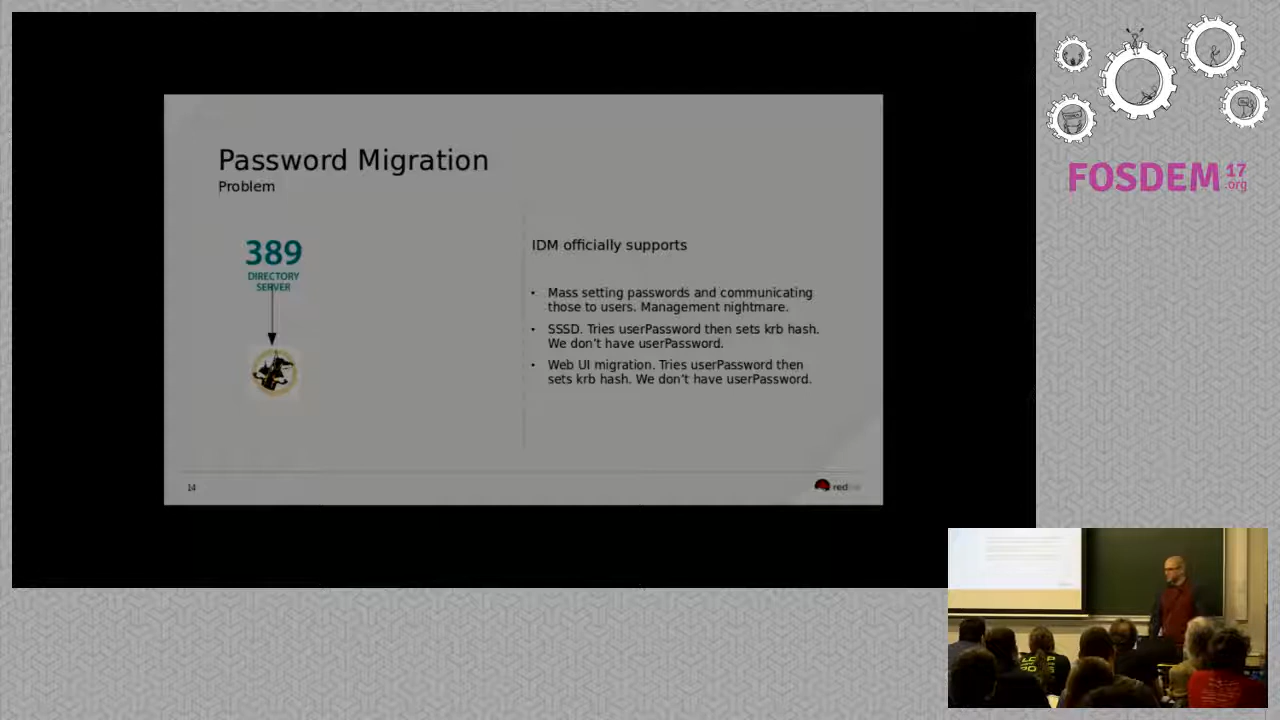 Password Migration
Problem
389
DIRECTORY
SERVER
IDM officially supports
• Mass setting passwords and communicating
those to users. Management nightmare.
• SSSD. Tries userPassword then sets krb hash.
We don't have userPassword.
• Web UI migration. Tries userPassword then
sets krb hash. We don't have userPassword.
14
red
FOSDEM 17
.org